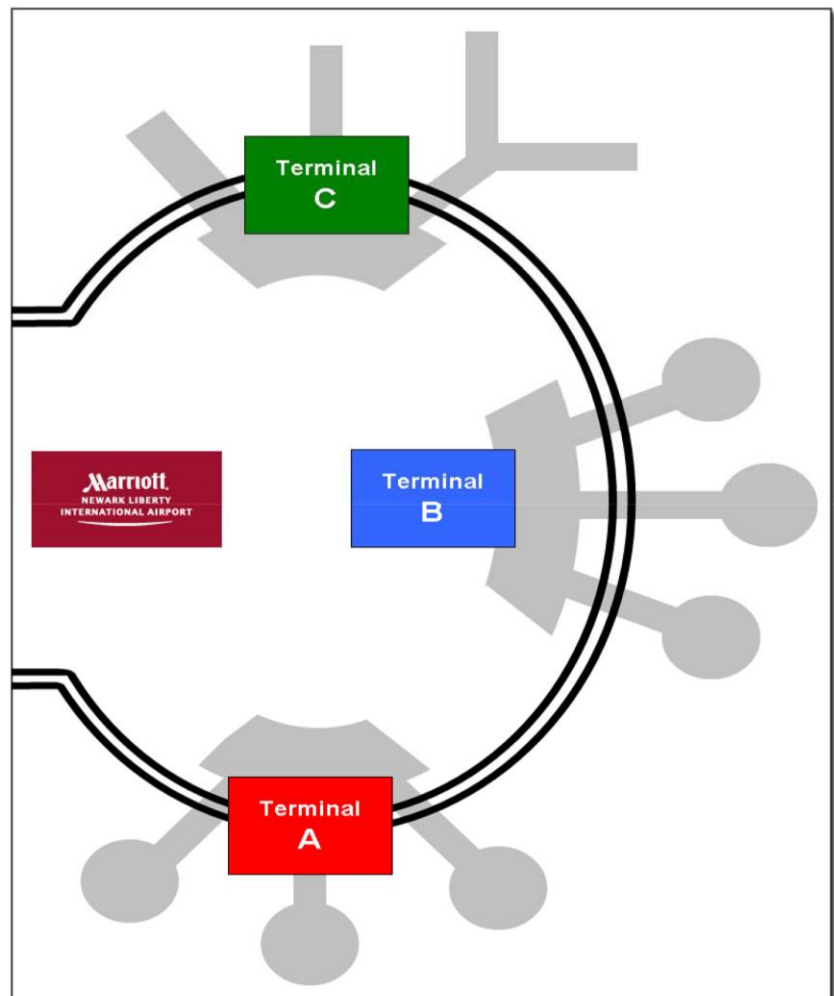 Terminal
C
Marriott.
NEWARK LIBERTY
INTERNATIONAL AIRPORT
Terminal
B
Terminal
A